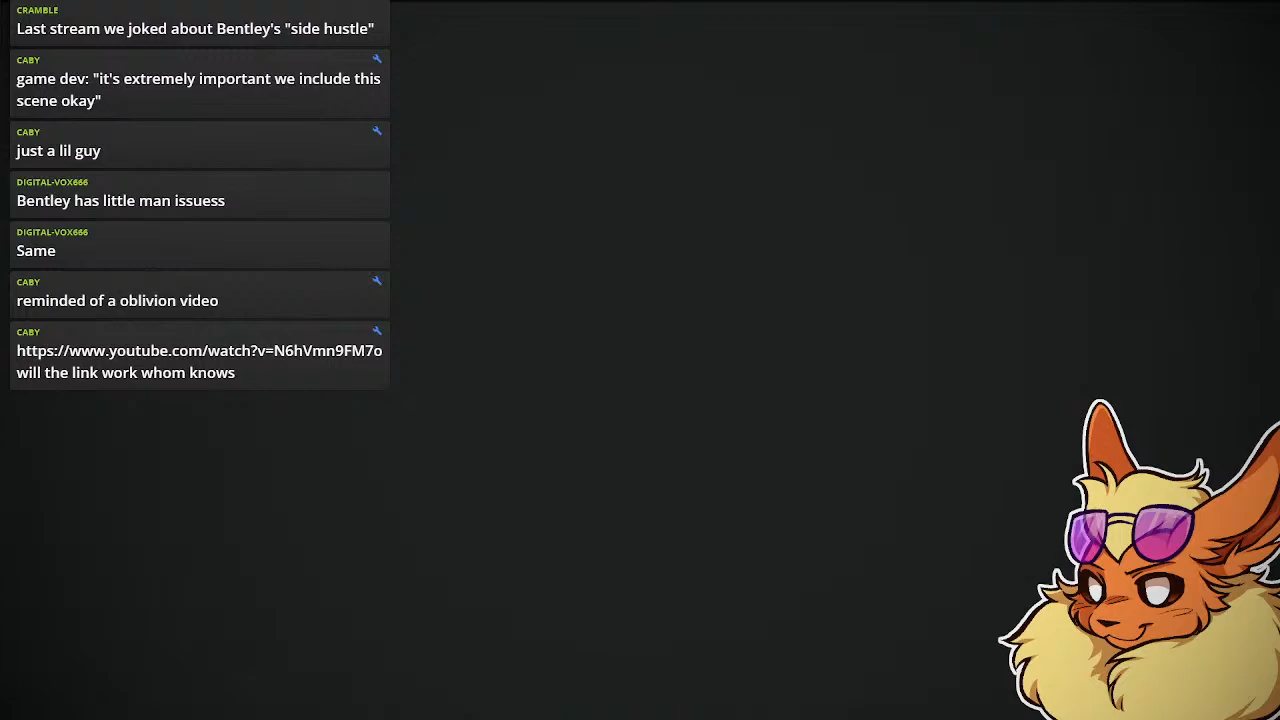 CRAMBLE
Last stream we joked about Bentley's "side hustle"
CABY
game dev: "it's extremely important we include this
scene okay"
CABY
just a lil guy
DIGITAL-VOX666
Bentley has little man issuess
DIGITAL-VOX666
Same
CABY
reminded of a oblivion video
CABY
https://www.youtube.com/watch?v=N6hVmn9FM7o
will the link work whom knows